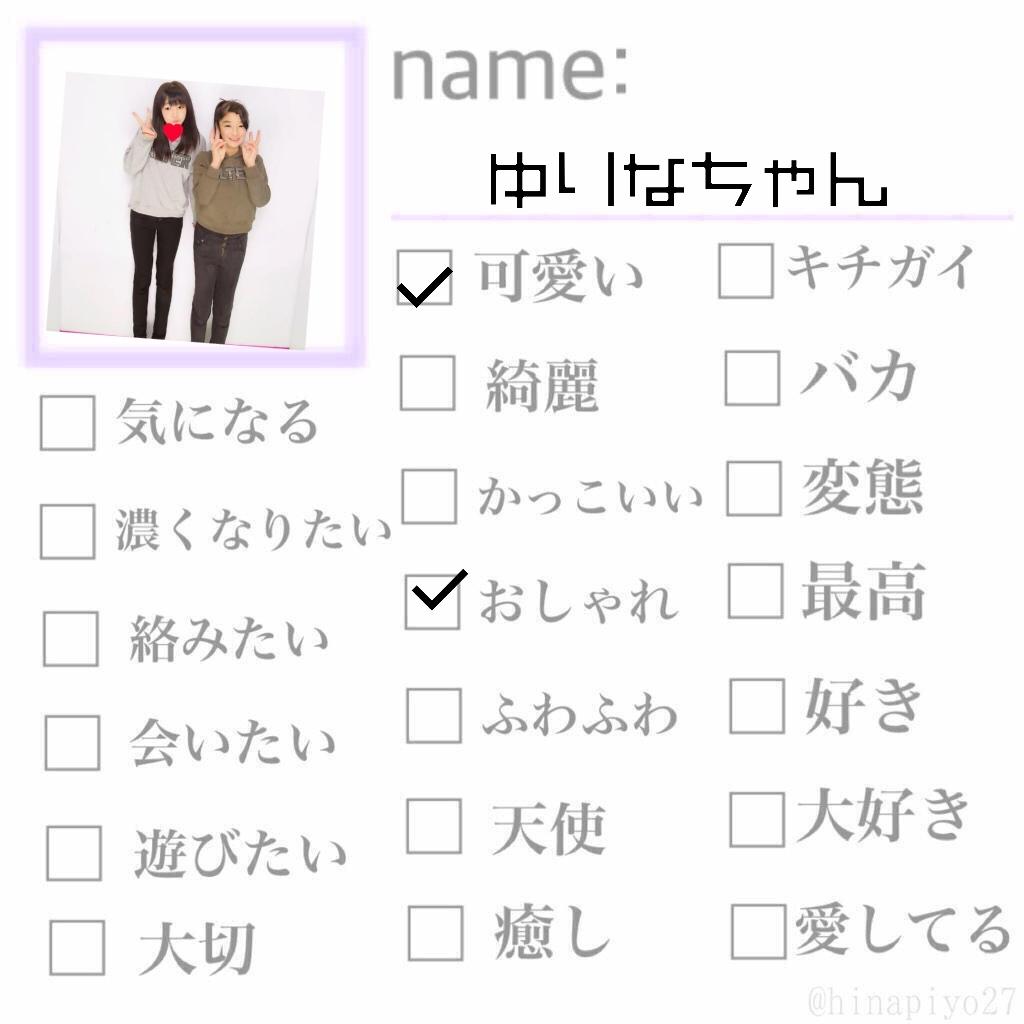 name:
ゆいなちゃん
気になる
濃くなりたい
絡みたい
会いたい
遊びたい
大切
可愛い
綺麗
かっこいい
おしゃれ
ふわふわ
天使
癒し
キチガイ
バカ
変態
最高
好き
大好き
愛してる
@hinapiyo27